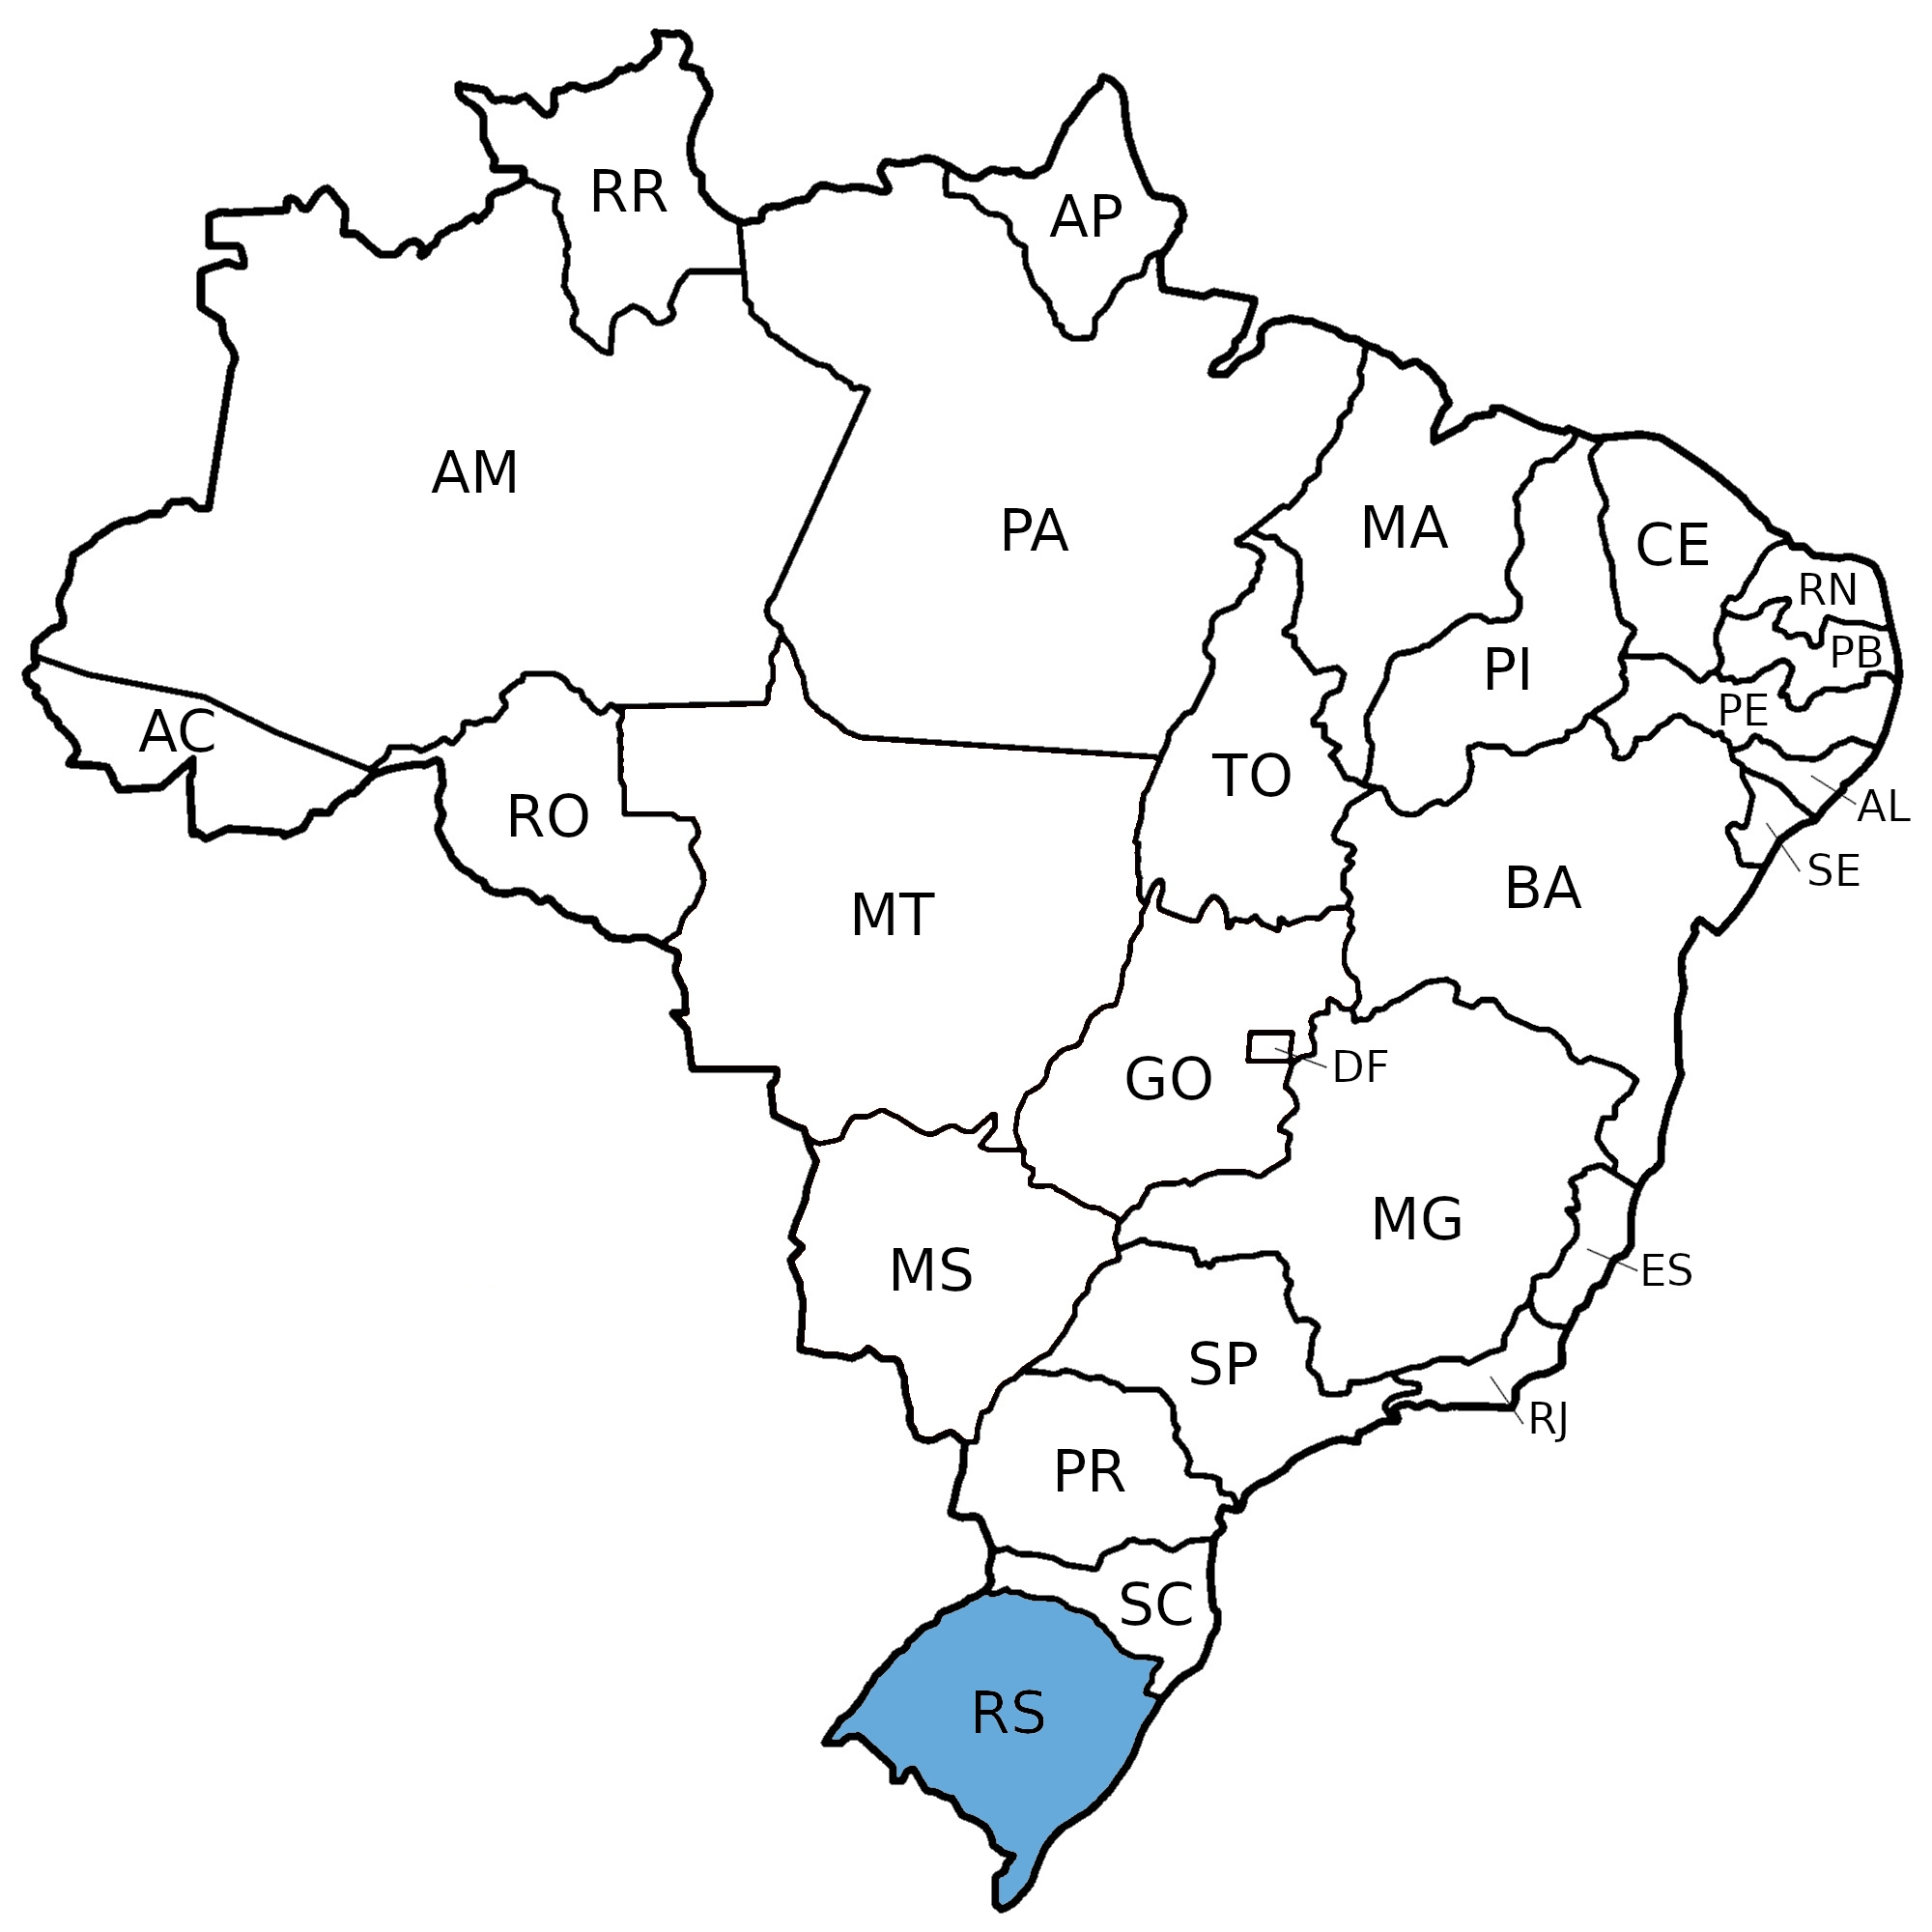 RR
AP
AM
PA
MA
CE
RN
PB
PI
PE
AC
TO
AL
RO
SE
BA
MT
DF
GO
MG
MS
ES
SP
RJ
PR
SC
RS